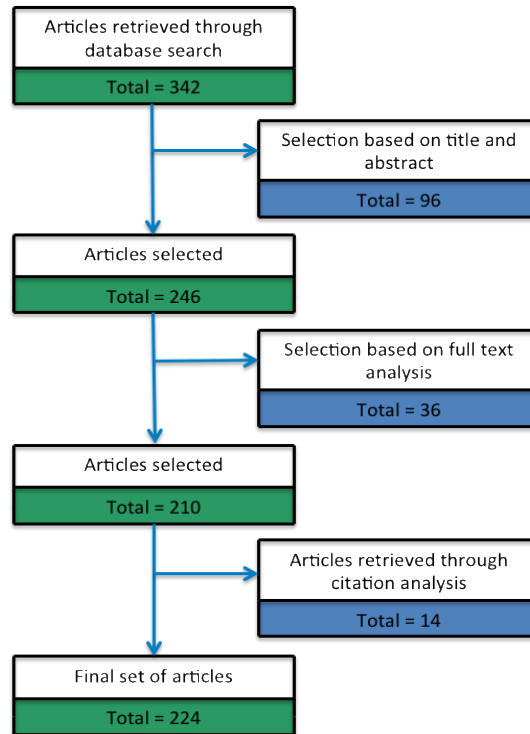 Articles retrieved through
database search
Total = 342
Selection based on title and
abstract
Total = 96
Articles selected
Total = 246
Selection based on full text
analysis
Total = 36
Articles selected
Total = 210
Articles retrieved through
citation analysis
Total = 14
Final set of articles
Total = 224